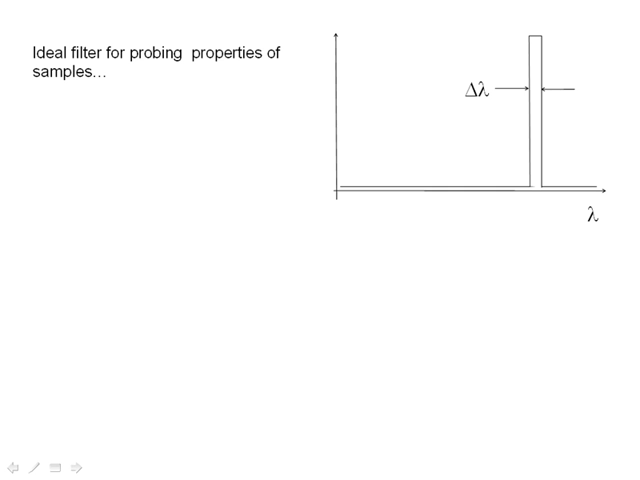 Ideal filter for probing  properties of
samples…
Δλ
λ